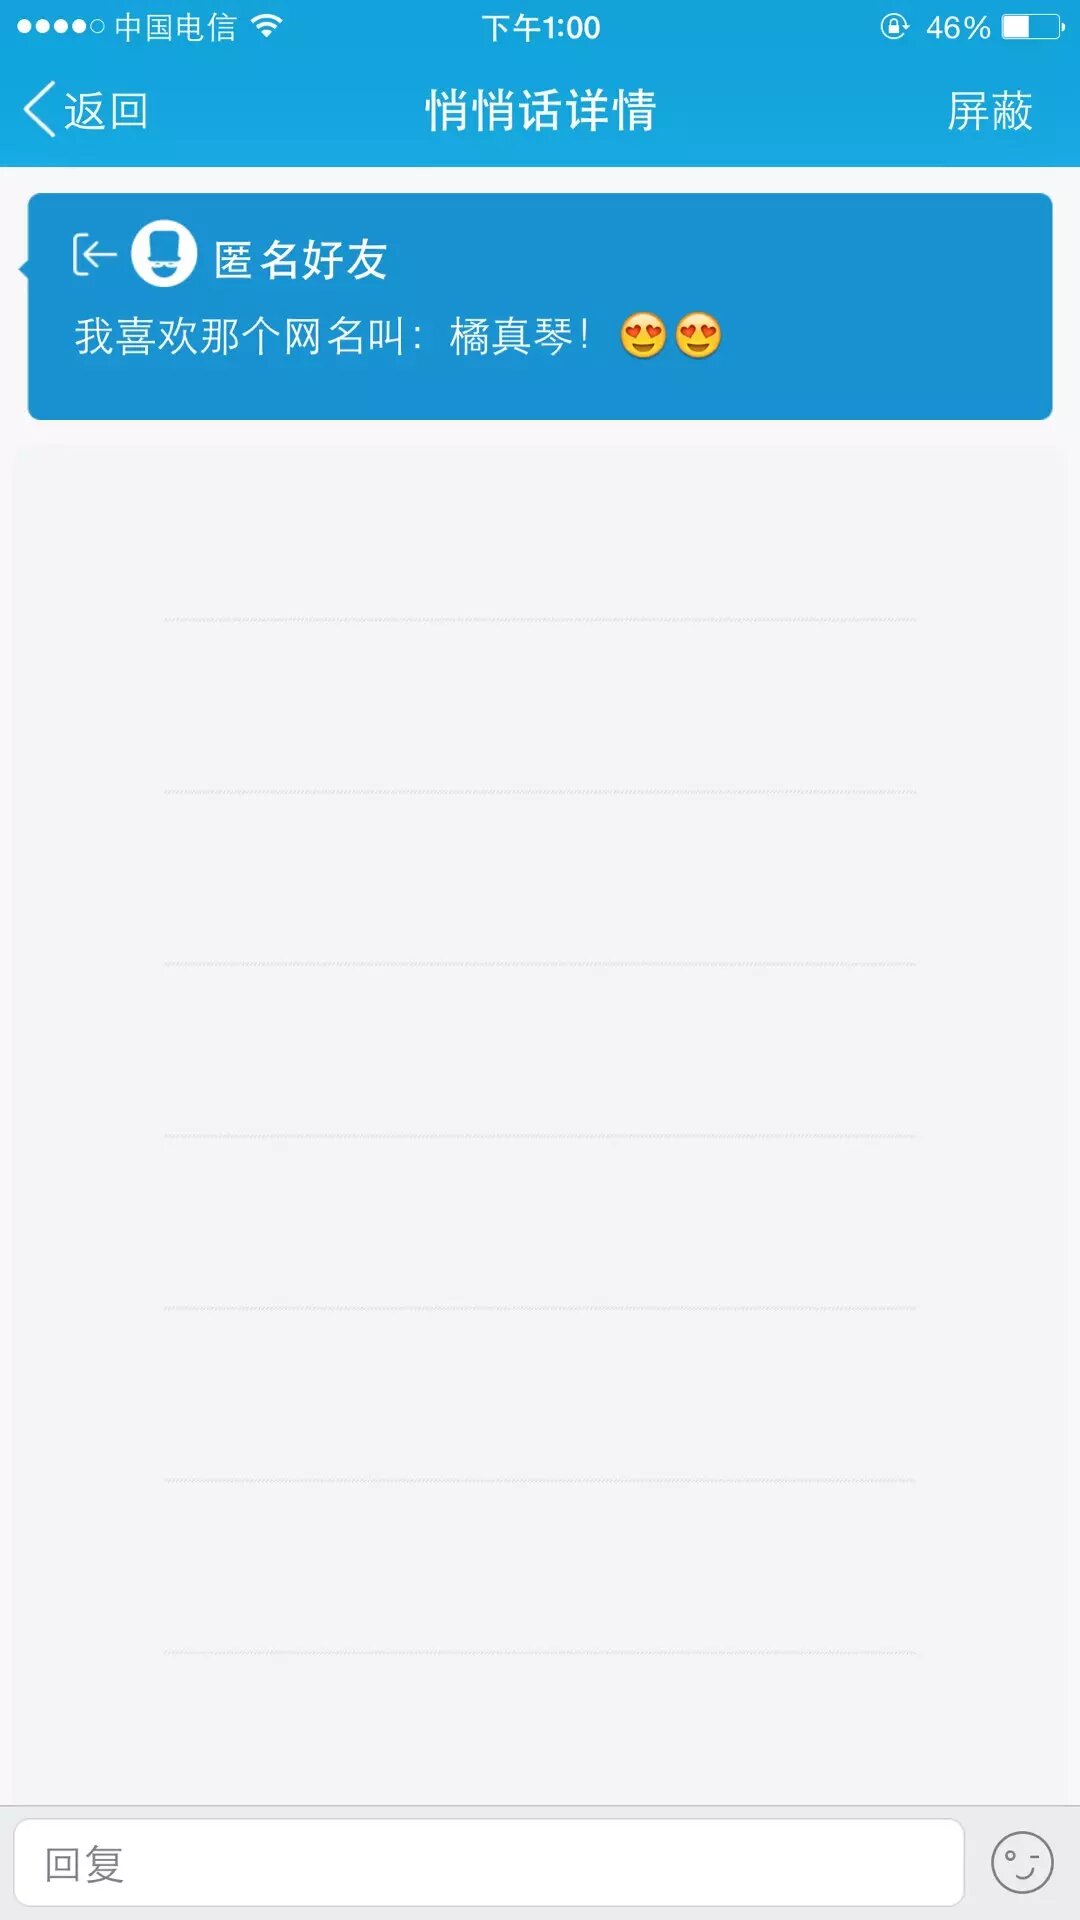 中国电信 下午1:00 46%
返回 悄悄话详情 屏蔽
匿名好友
我喜欢那个网名叫：橘真琴！😍😍
回复